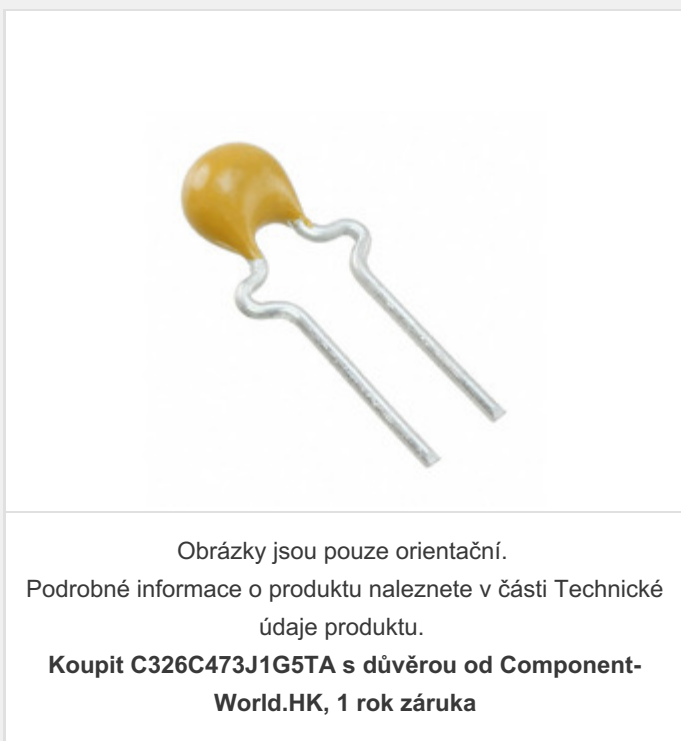 Obrázky jsou pouze orientační.
Podrobné informace o produktu naleznete v části Technické
údaje produktu.
Koupit C326C473J1G5TA s důvěrou od Component-
World.HK, 1 rok záruka